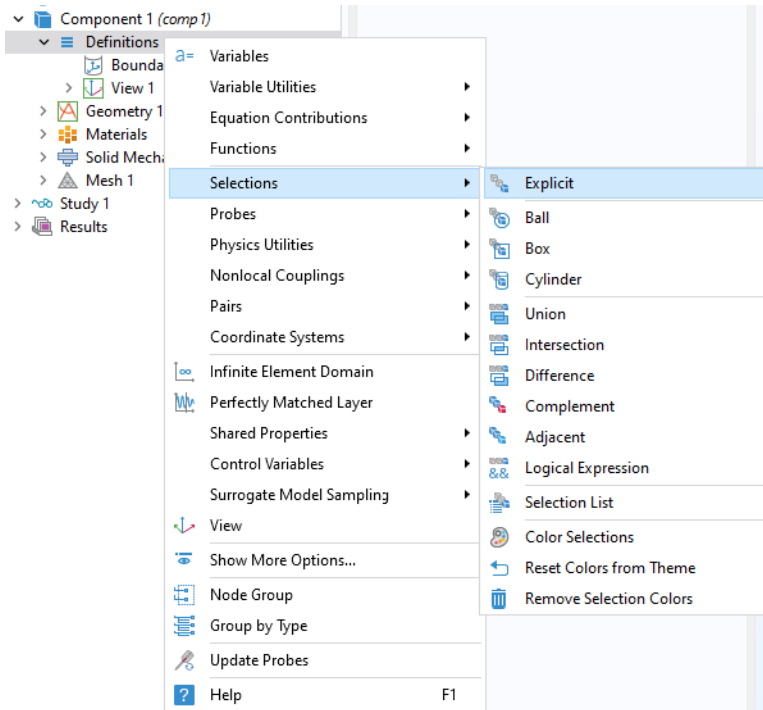 Component 1 (comp1)
Definitions
Bounda
View 1
Geometry 1
Materials
Solid Mecha
Mesh 1
Study 1
Results
a= Variables
Variable Utilities
Equation Contributions
Functions
Selections
Probes
Physics Utilities
Nonlocal Couplings
Pairs
Coordinate Systems
Infinite Element Domain
Perfectly Matched Layer
Shared Properties
Control Variables
Surrogate Model Sampling
View
Show More Options...
Node Group
Group by Type
Update Probes
? Help F1
Explicit
Ball
Box
Cylinder
Union
Intersection
Difference
Complement
Adjacent
&& Logical Expression
Selection List
Color Selections
Reset Colors from Theme
Remove Selection Colors